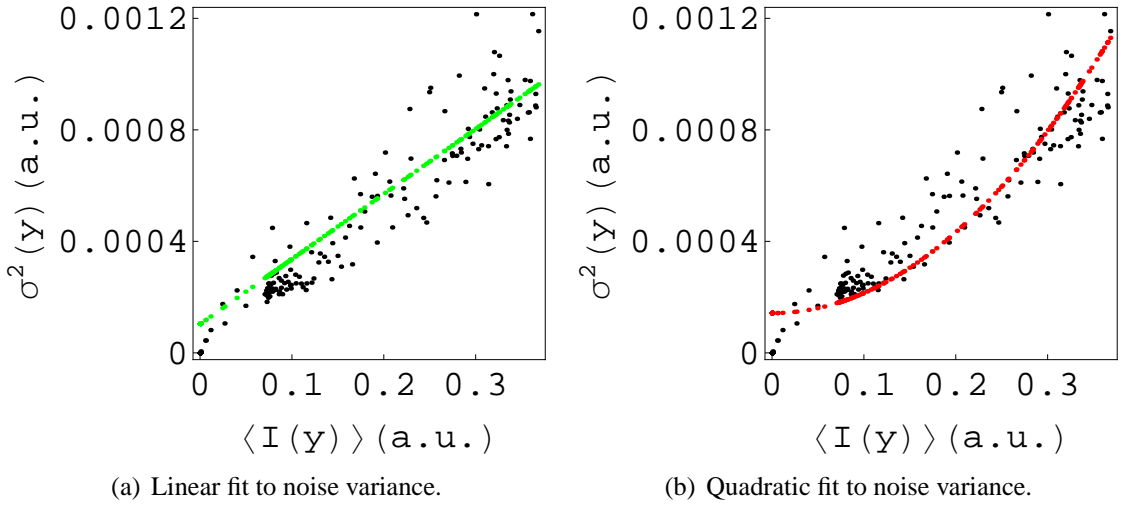 0.0012
0.0008
0.0004
0
σ²(y)(a.u.)
0 0.1 0.2 0.3
⟨I(y)⟩(a.u.)
(a) Linear fit to noise variance.
0.0012
0.0008
0.0004
0
σ²(y)(a.u.)
0 0.1 0.2 0.3
⟨I(y)⟩(a.u.)
(b) Quadratic fit to noise variance.